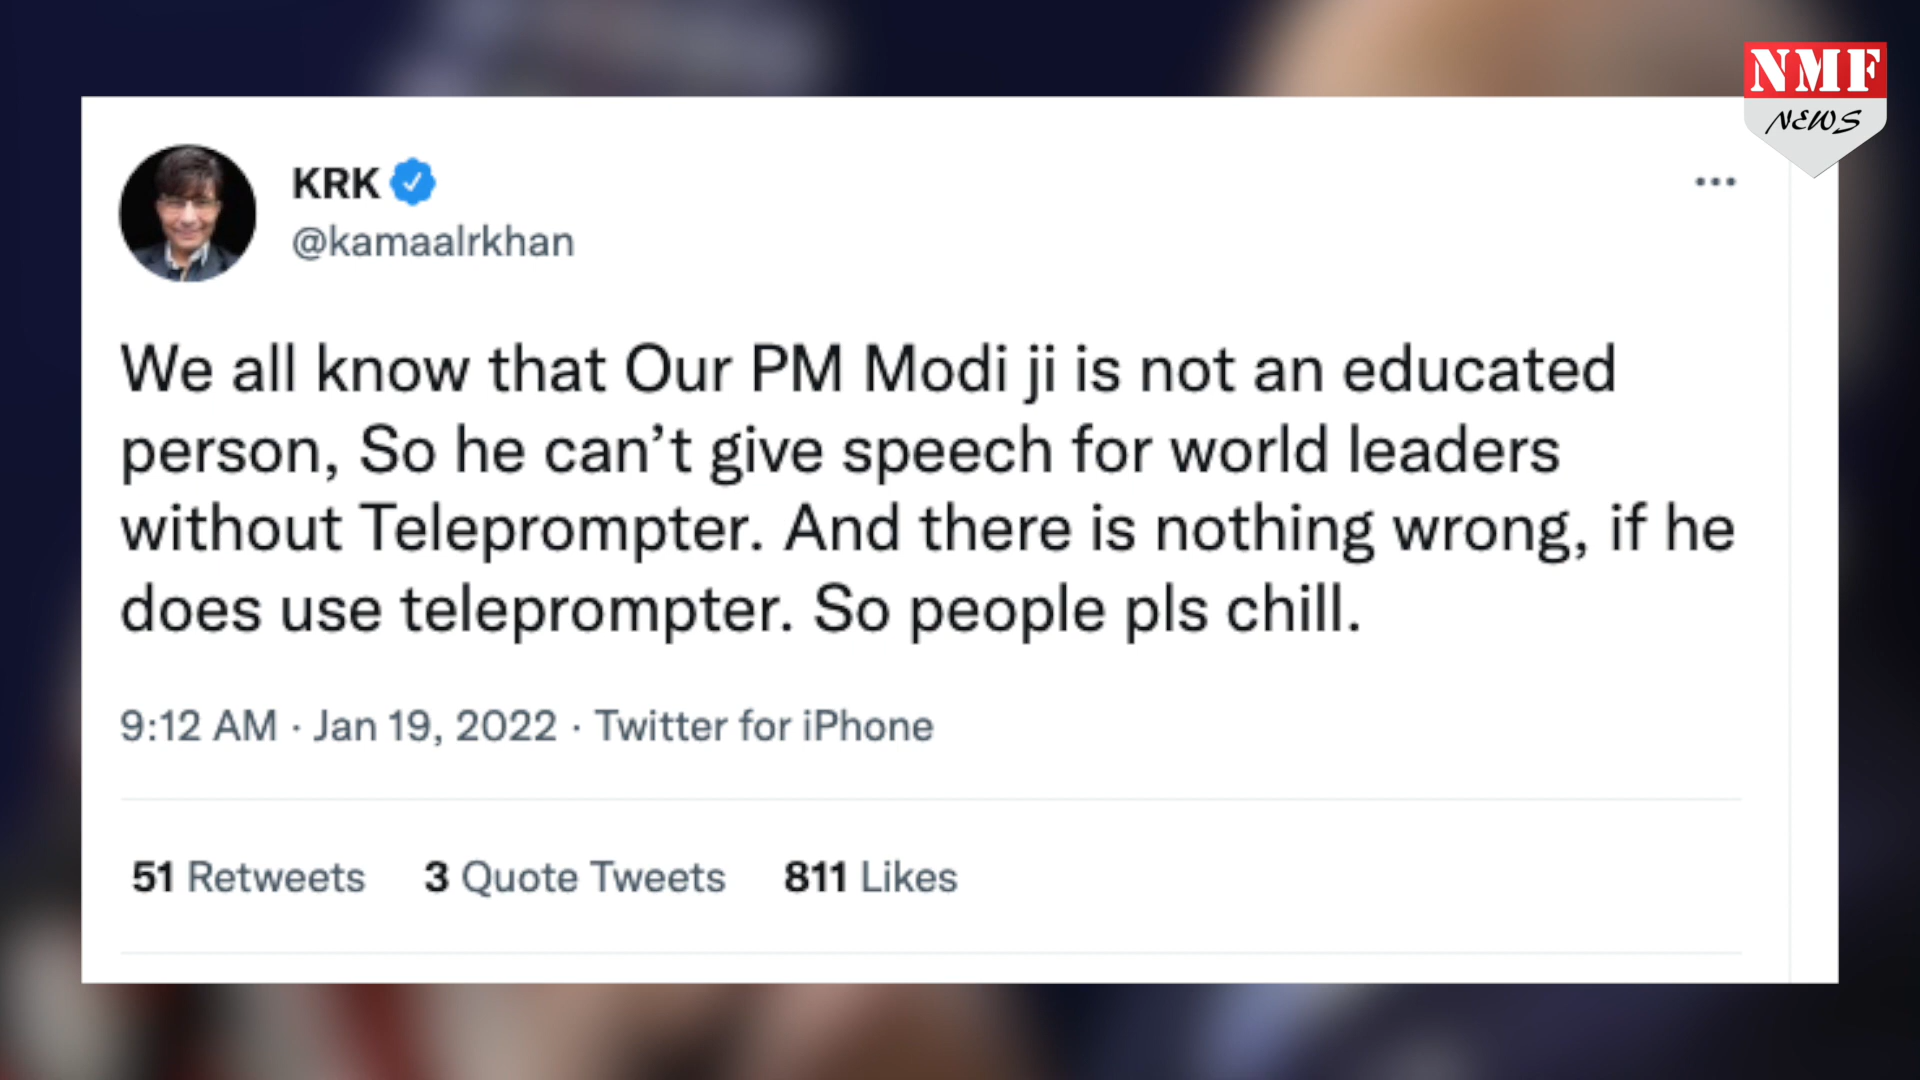 NMF
NEWS
KRK
@kamaalrkhan
We all know that Our PM Modi ji is not an educated
person, So he can’t give speech for world leaders
without Teleprompter. And there is nothing wrong, if he
does use teleprompter. So people pls chill.
9:12 AM · Jan 19, 2022 · Twitter for iPhone
51 Retweets 3 Quote Tweets 811 Likes